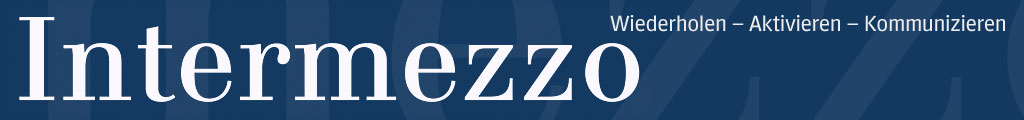 Wiederholen – Aktivieren – Kommunizieren
Intermezzo